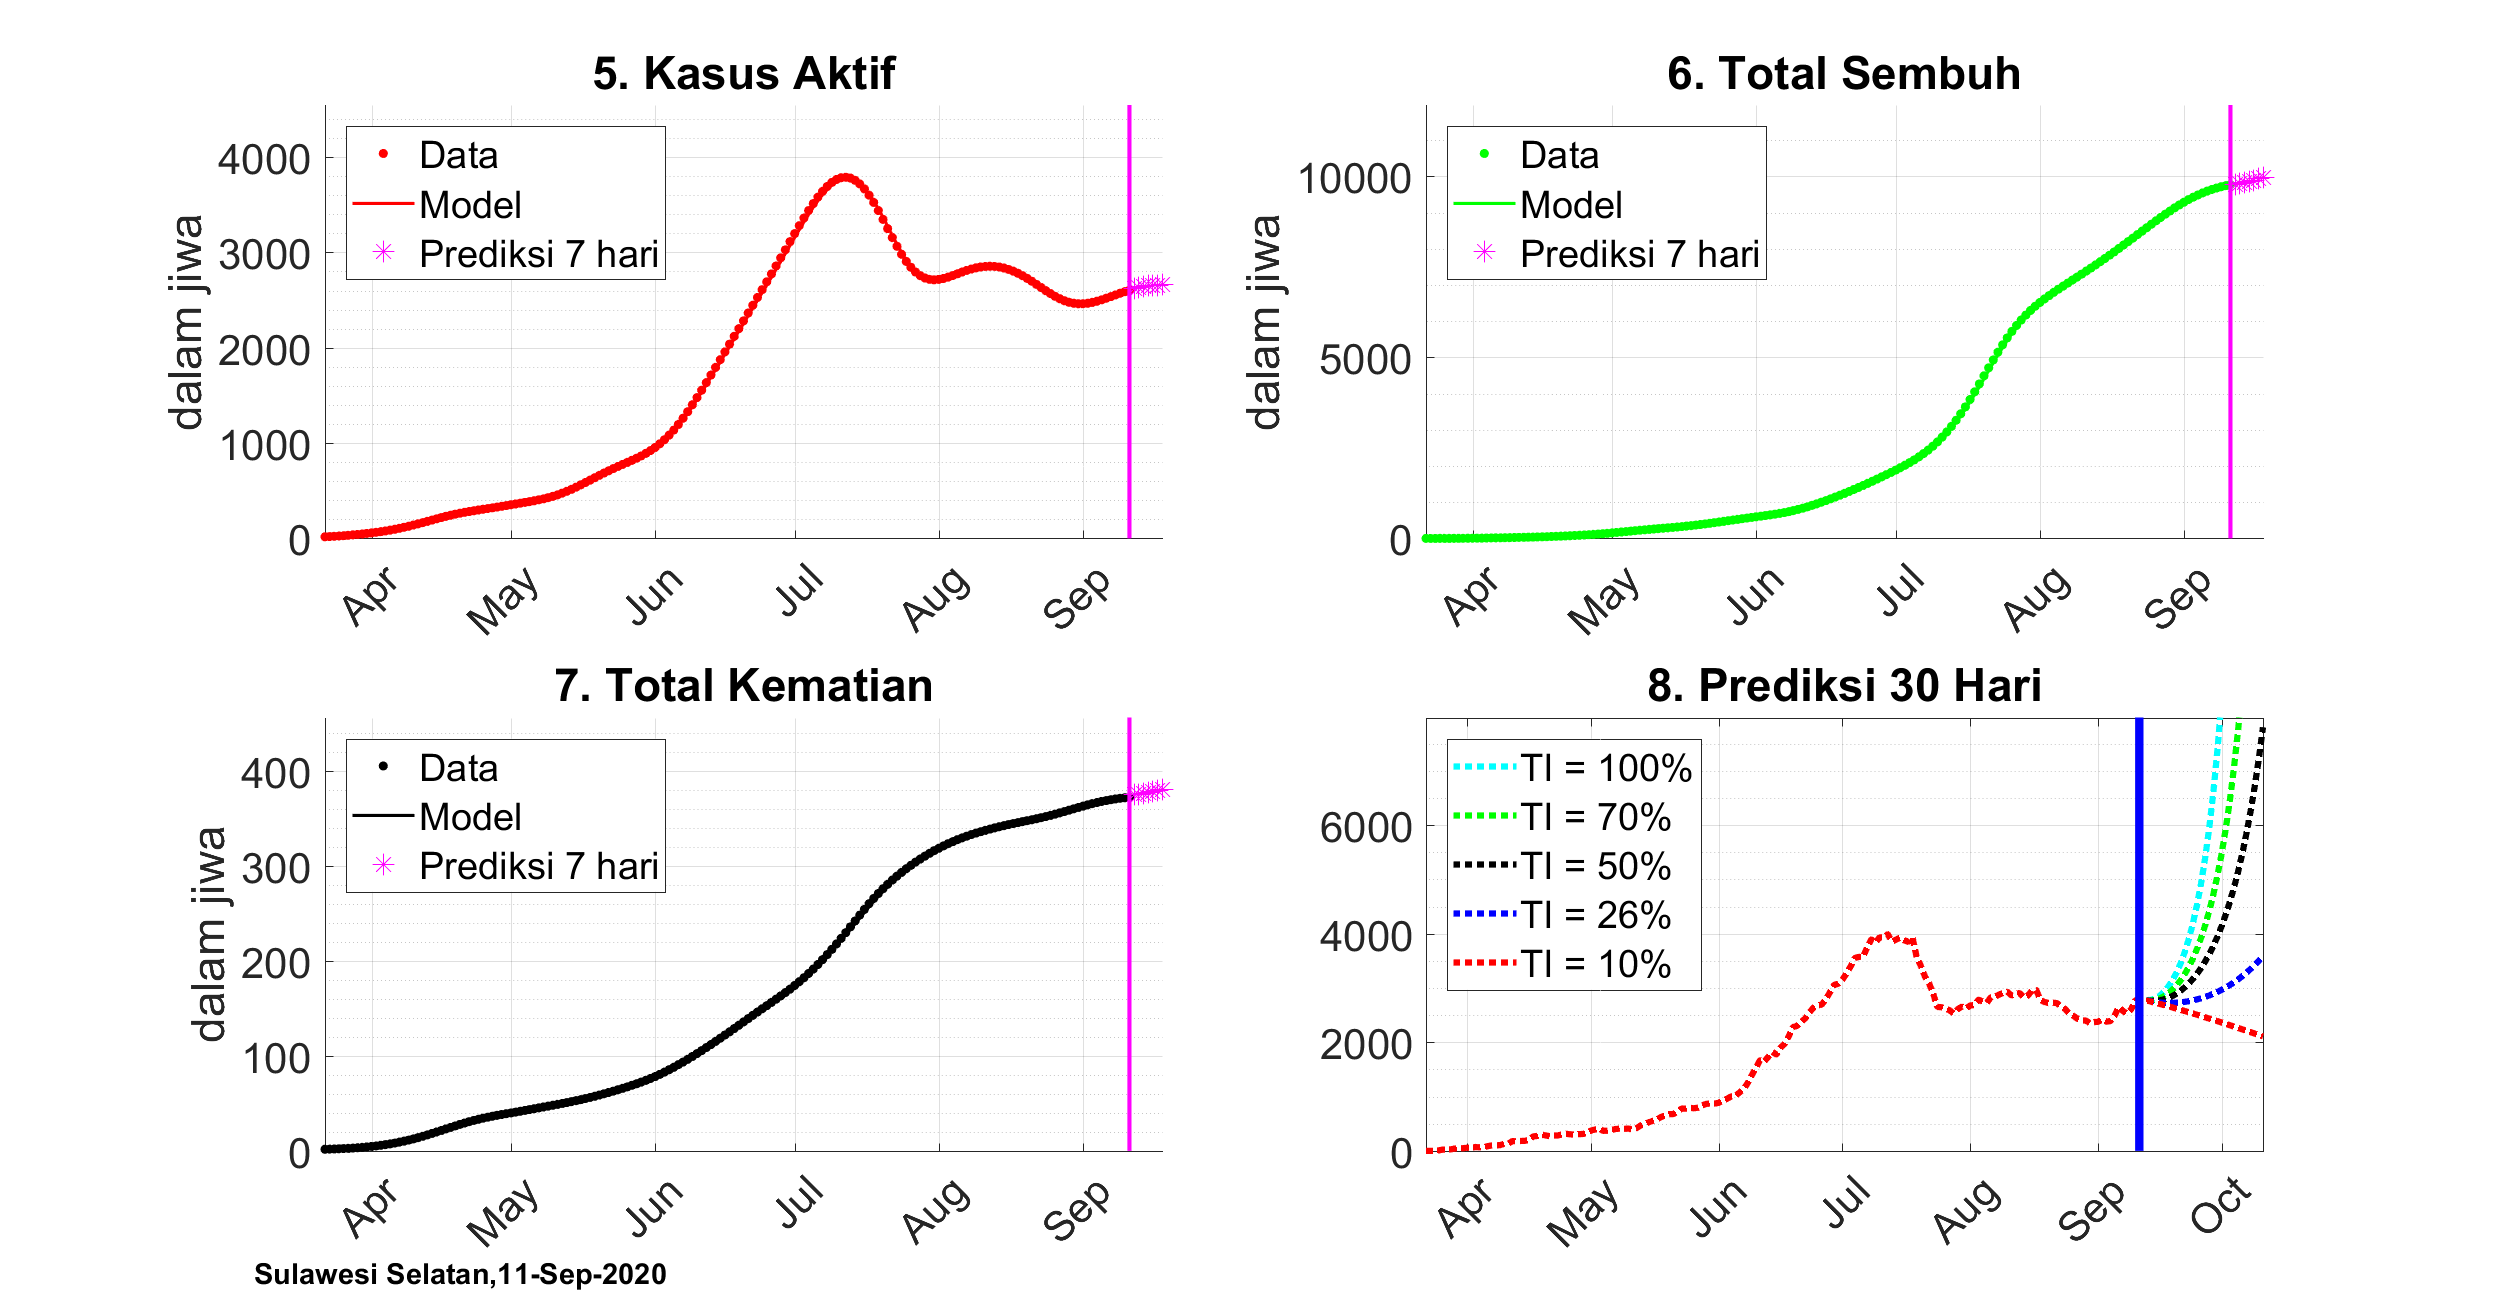 5. Kasus Aktif
dalam jiwa
4000
3000
2000
1000
0
Data
Model
Prediksi 7 hari
Apr
May
Jun
Jul
Aug
Sep
6. Total Sembuh
dalam jiwa
10000
5000
0
Data
Model
Prediksi 7 hari
Apr
May
Jun
Jul
Aug
Sep
7. Total Kematian
dalam jiwa
400
300
200
100
0
Data
Model
Prediksi 7 hari
Apr
May
Jun
Jul
Aug
Sep
8. Prediksi 30 Hari
6000
4000
2000
0
TI = 100%
TI = 70%
TI = 50%
TI = 26%
TI = 10%
Apr
May
Jun
Jul
Aug
Sep
Oct
Sulawesi Selatan,11-Sep-2020